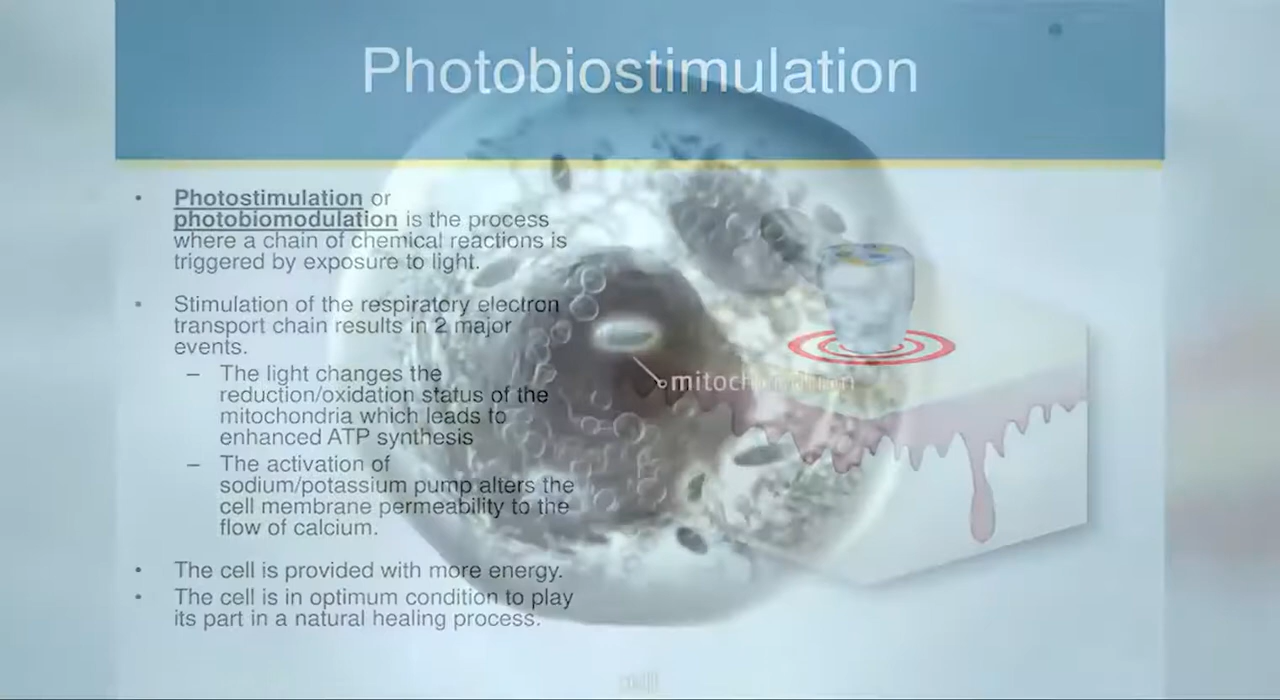 Photobiostimulation
• Photostimulation or
photobiomodulation is the process
where a chain of chemical reactions is
triggered by exposure to light.
• Stimulation of the respiratory electron
transport chain results in 2 major
events.
– The light changes the
reduction/oxidation status of the
mitochondria which leads to
enhanced ATP synthesis
– The activation of
sodium/potassium pump alters the
cell membrane permeability to the
flow of calcium.
• The cell is provided with more energy.
• The cell is in optimum condition to play
its part in a natural healing process.
mitochondrion